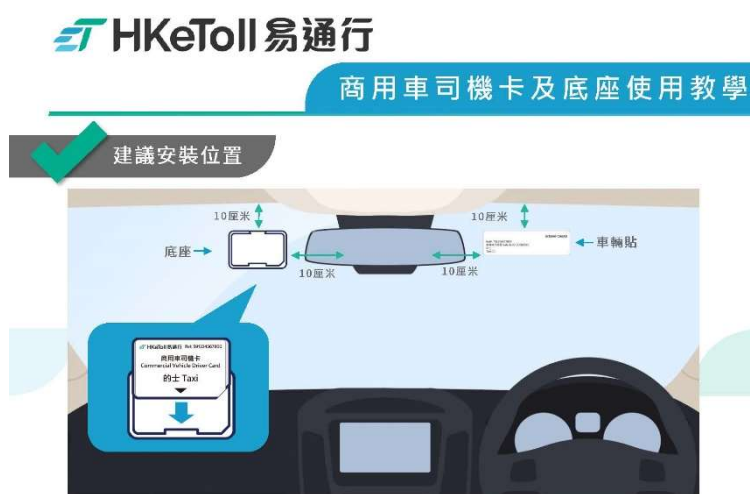 HKeToll易通行
商用車司機卡及底座使用教學
建議安裝位置
10厘米
10厘米
底座
車輛貼
10厘米
10厘米
HKeToll易通行
商用車司機卡
Commercial Vehicle Driver Card
的士 Taxi